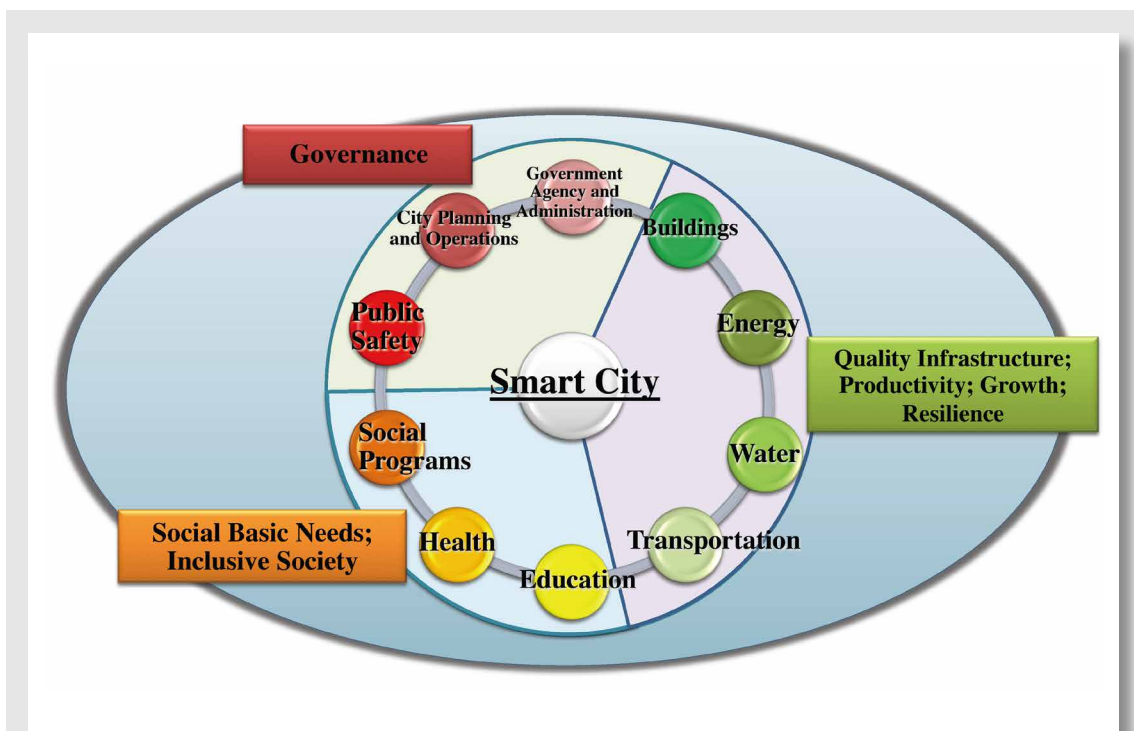 Governance
Government
Agency and
Administration
City Planning
and Operations
Buildings
Public
Safety
Energy
Quality Infrastructure;
Productivity; Growth;
Resilience
Smart City
Social
Programs
Water
Social Basic Needs;
Inclusive Society
Health
Transportation
Education